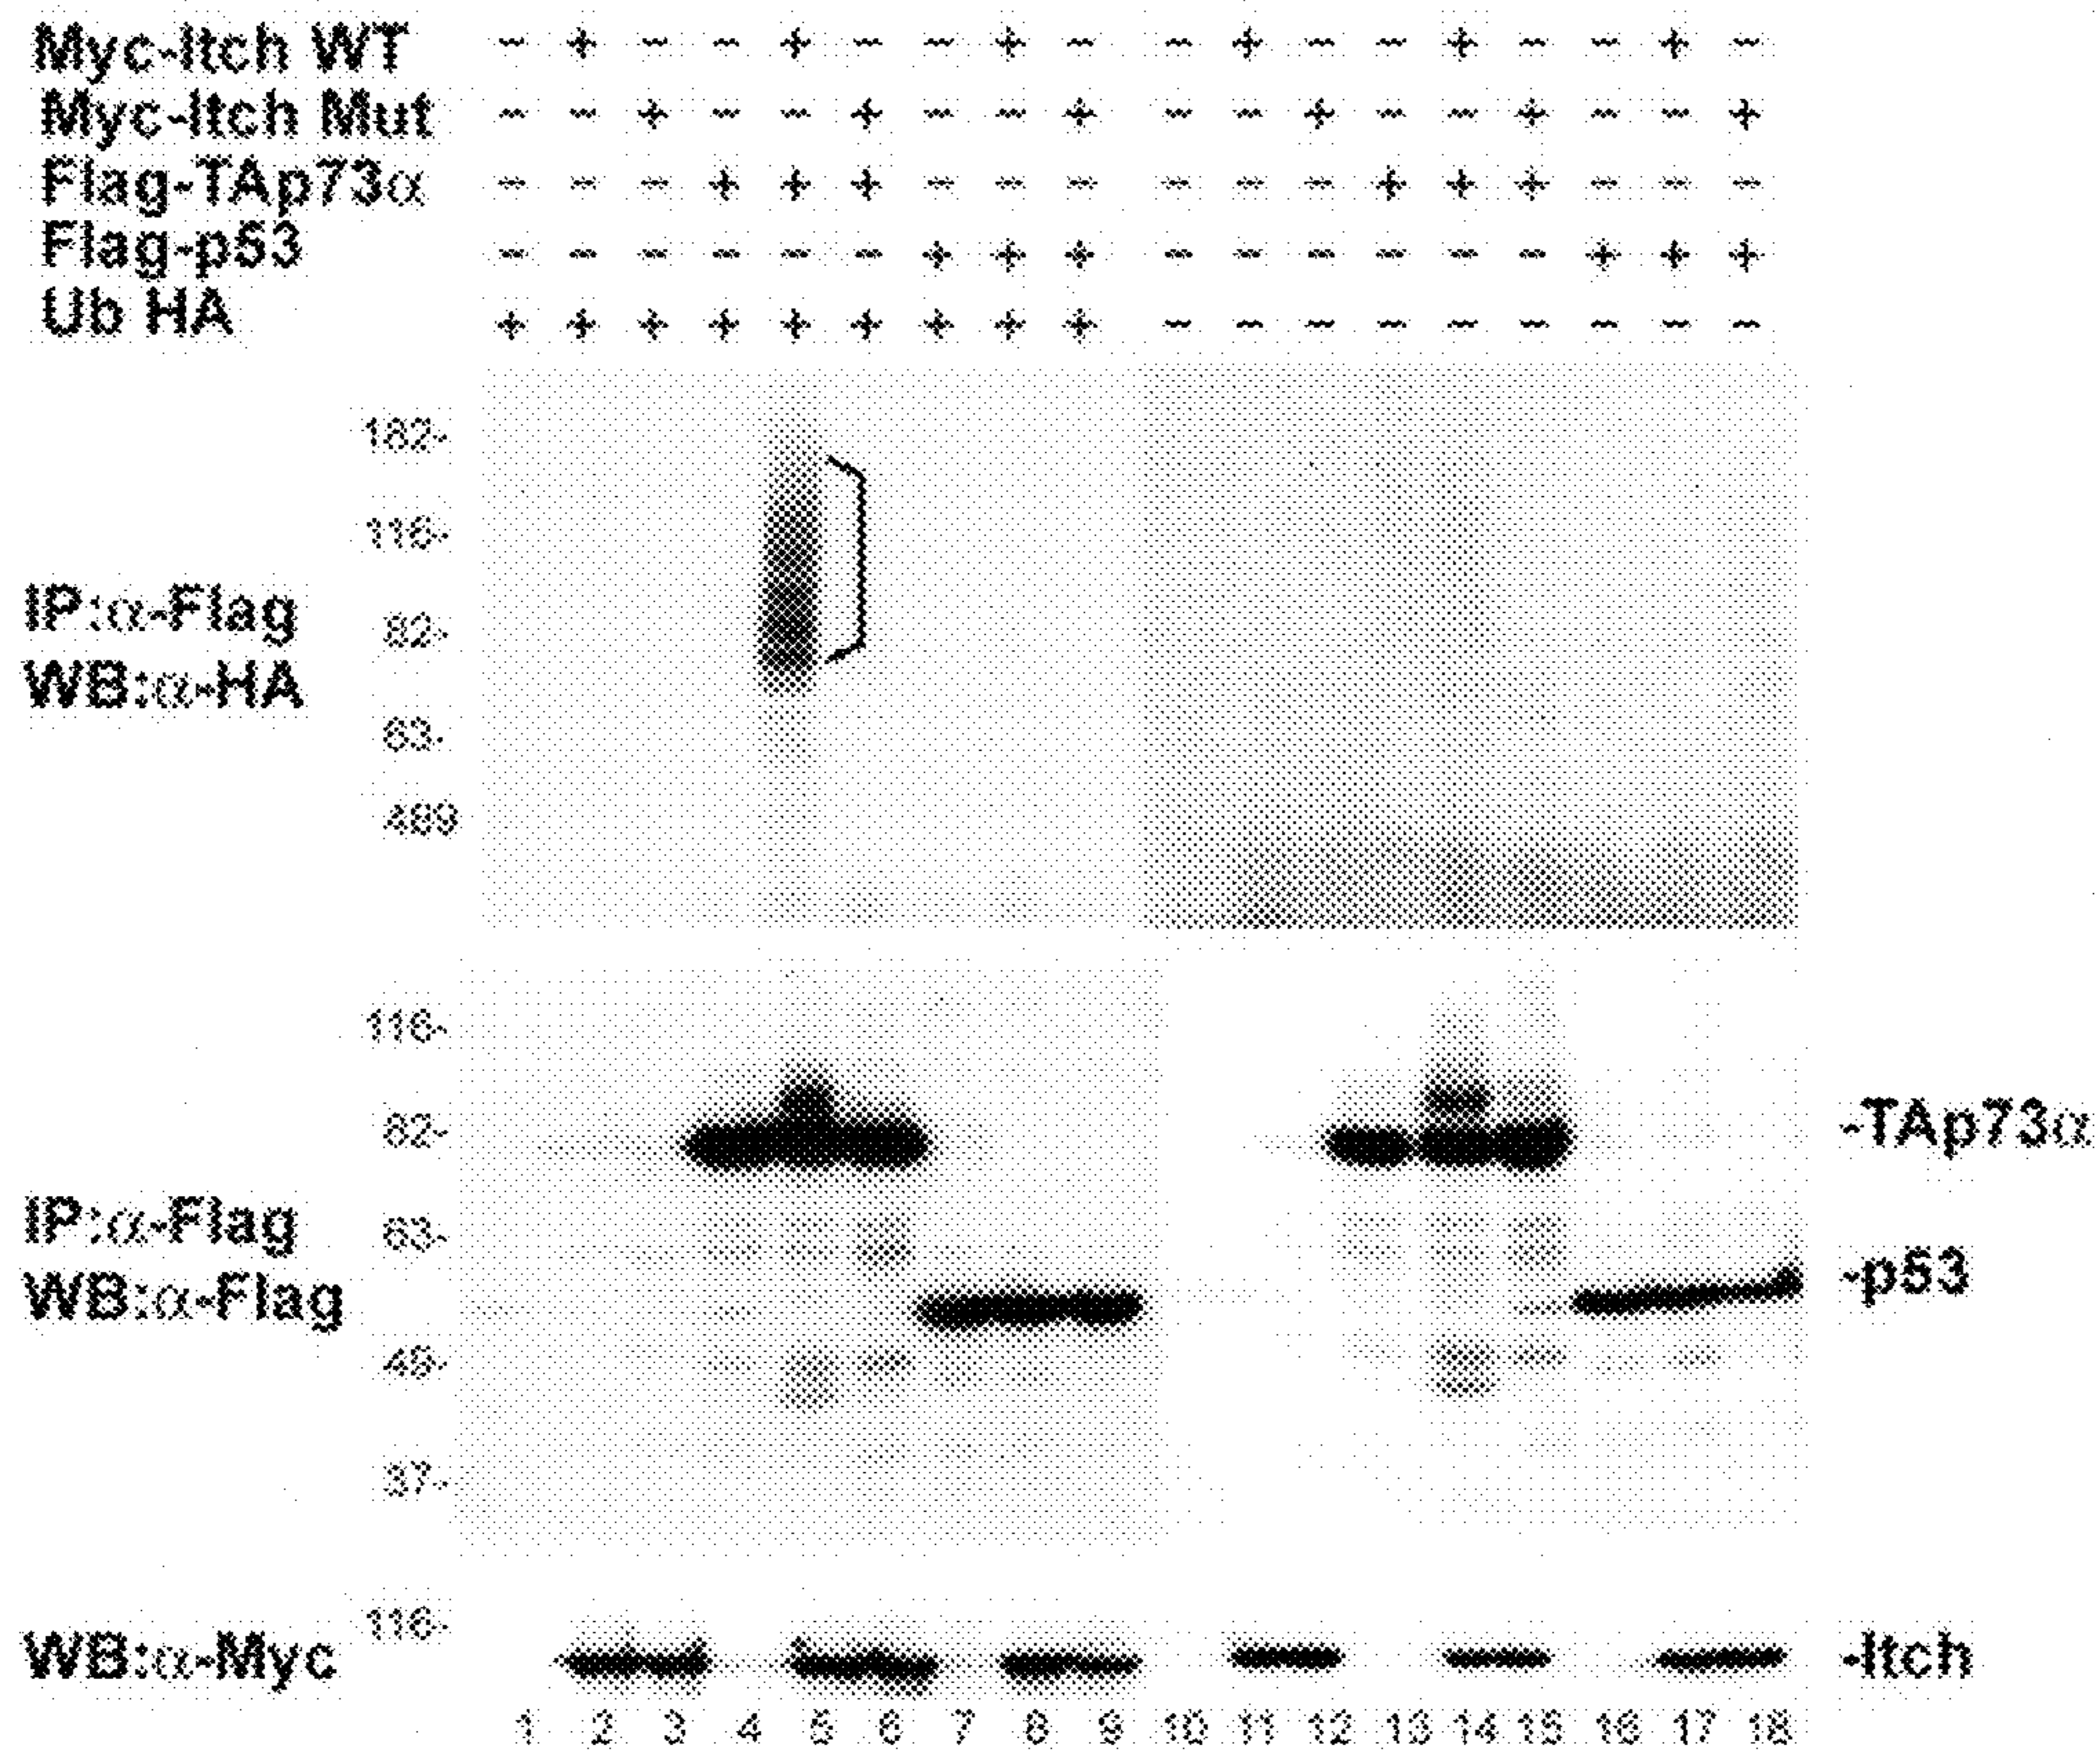 Myc-Itch WT - + - - + - - + - - + - - + - - + -
Myc-Itch Mut - - + - - + - - + - - + - - + - - +
Flag-TAp73α - - - + + + - - - - - - + + + - - -
Flag-p53 - - - - - - + + + - - - - - - + + +
Ub HA + + + + + + + + + - - - - - - - - -
182-
116-
IP:α-Flag
82-
WB:α-HA
63-
489
116-
82- -TAp73α
IP:α-Flag 63-
-p53
WB:α-Flag
48-
37-
116-
WB:α-Myc -Itch
1 2 3 4 5 6 7 8 9 10 11 12 13 14 15 16 17 18